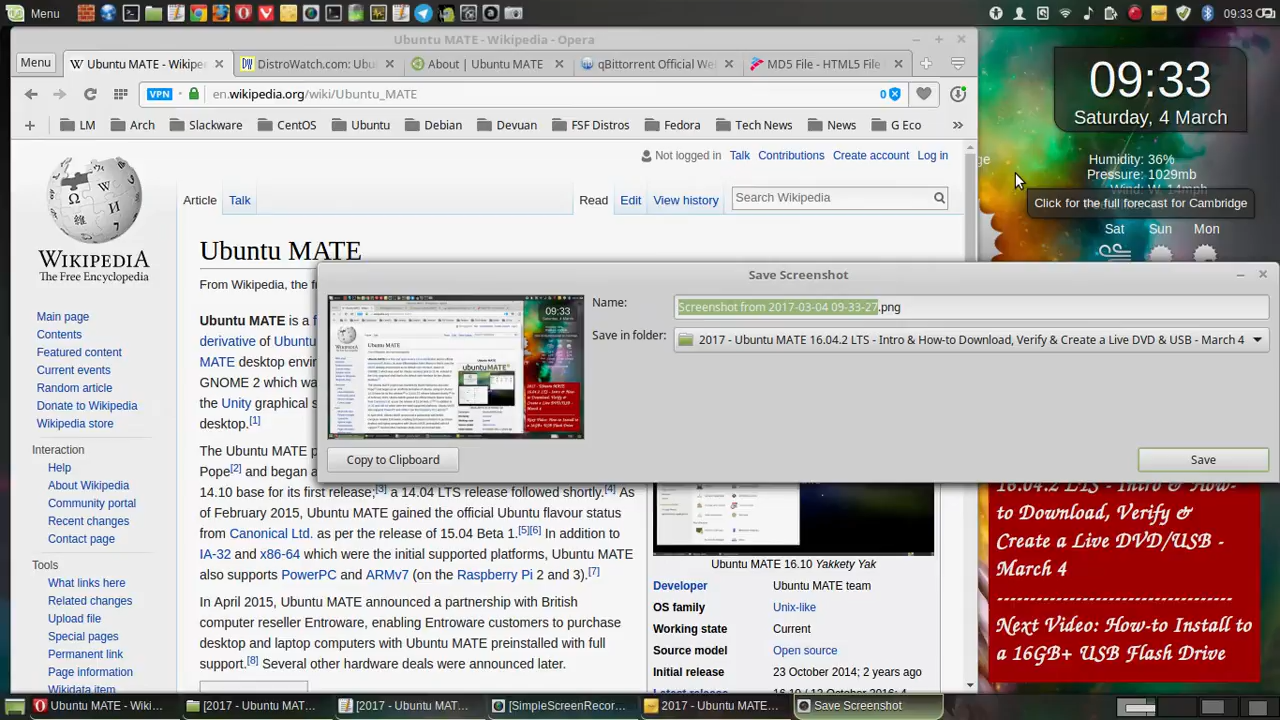 Menu
09:33
Ubuntu MATE - Wikipedia - Opera
Menu
Ubuntu MATE - Wikipe
DistroWatch.com: Ubu
About | Ubuntu MATE
qBittorrent Official We
MD5 File - HTML5 File
VPN
en.wikipedia.org/wiki/Ubuntu_MATE
0
LM
Arch
Slackware
CentOS
Ubuntu
Debian
Devuan
FSF Distros
Fedora
Tech News
News
G Eco
»
09:33
Saturday, 4 March
Humidity: 36%
Pressure: 1029mb
Wind: W, 14mph
Click for the full forecast for Cambridge
Sat Sun Mon
WIKIPEDIA
The Free Encyclopedia
Not logged in Talk Contributions Create account Log in
Article Talk
Read Edit View history
Search Wikipedia
Ubuntu MATE
From Wikipedia, the f
Main page
Contents
Featured content
Current events
Random article
Donate to Wikipedia
Wikipedia store
Interaction
Help
About Wikipedia
Community portal
Recent changes
Contact page
Tools
What links here
Related changes
Upload file
Special pages
Permanent link
Page information
Wikidata item
Ubuntu MATE is a f
derivative of Ubuntu
MATE desktop env
GNOME 2 which wa
the Unity graphical s
desktop.[1]
The Ubuntu MATE p
Pope[2] and began a
14.10 base for its first release;[3] a 14.04 LTS release followed shortly.[4] As
of February 2015, Ubuntu MATE gained the official Ubuntu flavour status
from Canonical Ltd. as per the release of 15.04 Beta 1.[5][6] In addition to
IA-32 and x86-64 which were the initial supported platforms, Ubuntu MATE
also supports PowerPC and ARMv7 (on the Raspberry Pi 2 and 3).[7]
In April 2015, Ubuntu MATE announced a partnership with British
computer reseller Entroware, enabling Entroware customers to purchase
desktop and laptop computers with Ubuntu MATE preinstalled with full
support.[8] Several other hardware deals were announced later.
Save Screenshot
Name:
Screenshot from 2017-03-04 09-33-27.png
Save in folder:
2017 - Ubuntu MATE 16.04.2 LTS - Intro & How-to Download, Verify & Create a Live DVD & USB - March 4
Copy to Clipboard
Save
Ubuntu MATE 16.10 Yakkety Yak
Developer Ubuntu MATE team
OS family Unix-like
Working state Current
Source model Open source
Initial release 23 October 2014; 2 years ago
16.04.2 LTS - Intro & How-
to Download, Verify &
Create a Live DVD/USB -
March 4
----------------------------------
Next Video: How-to Install to
a 16GB+ USB Flash Drive
Ubuntu MATE - Wiki...
[2017 - Ubuntu MAT...
[2017 - Ubuntu MAT...
[SimpleScreenRecor...
2017 - Ubuntu MATE...
Save Screenshot